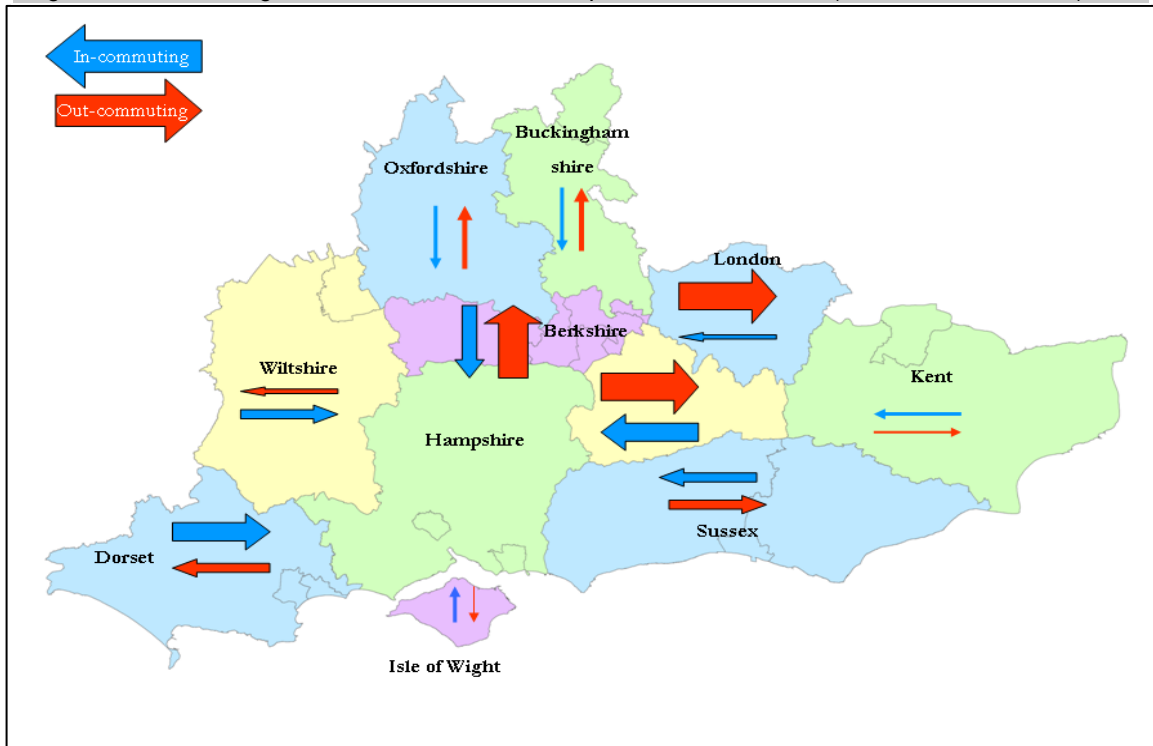 In-commuting
Out-commuting
Buckingham
shire
Oxfordshire
London
Berkshire
Wiltshire
Kent
Hampshire
Sussex
Dorset
Isle of Wight